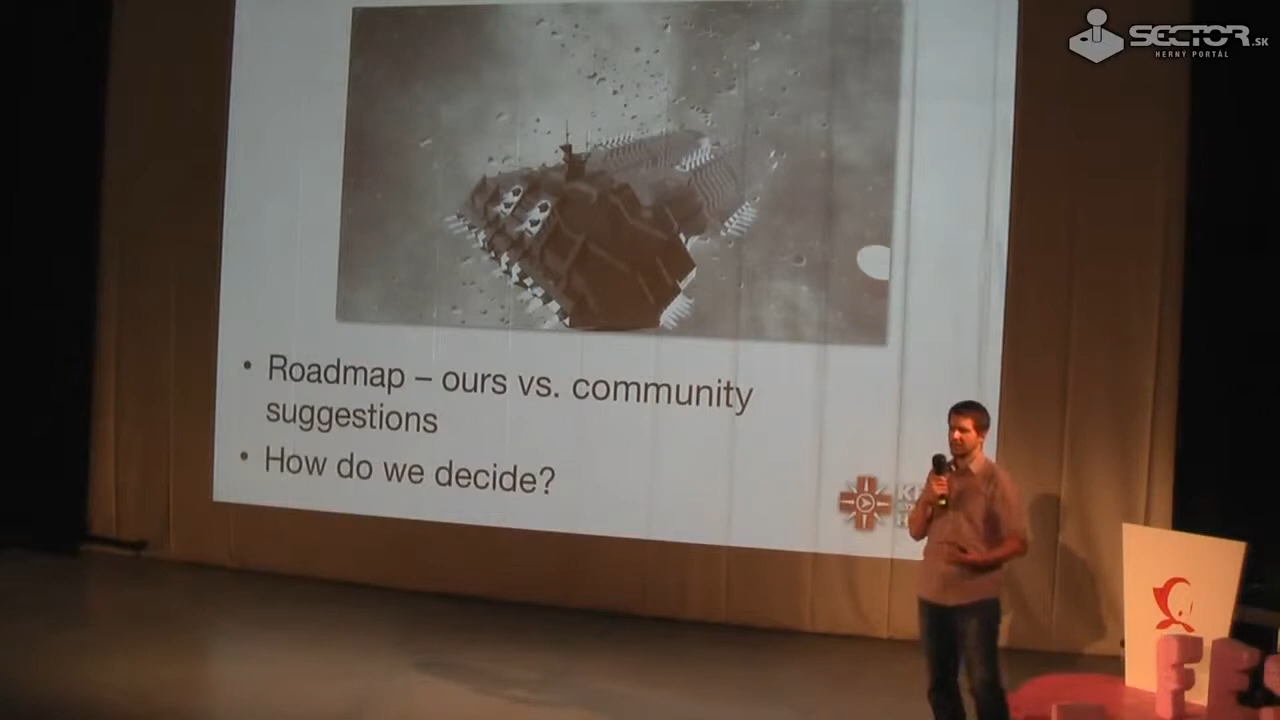 SECTOR.SK
HERNÝ PORTÁL
• Roadmap – ours vs. community
suggestions
• How do we decide?